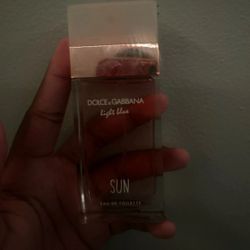 DOLCE & GABBANA
light blue
SUN
EAU DE TOILETTE